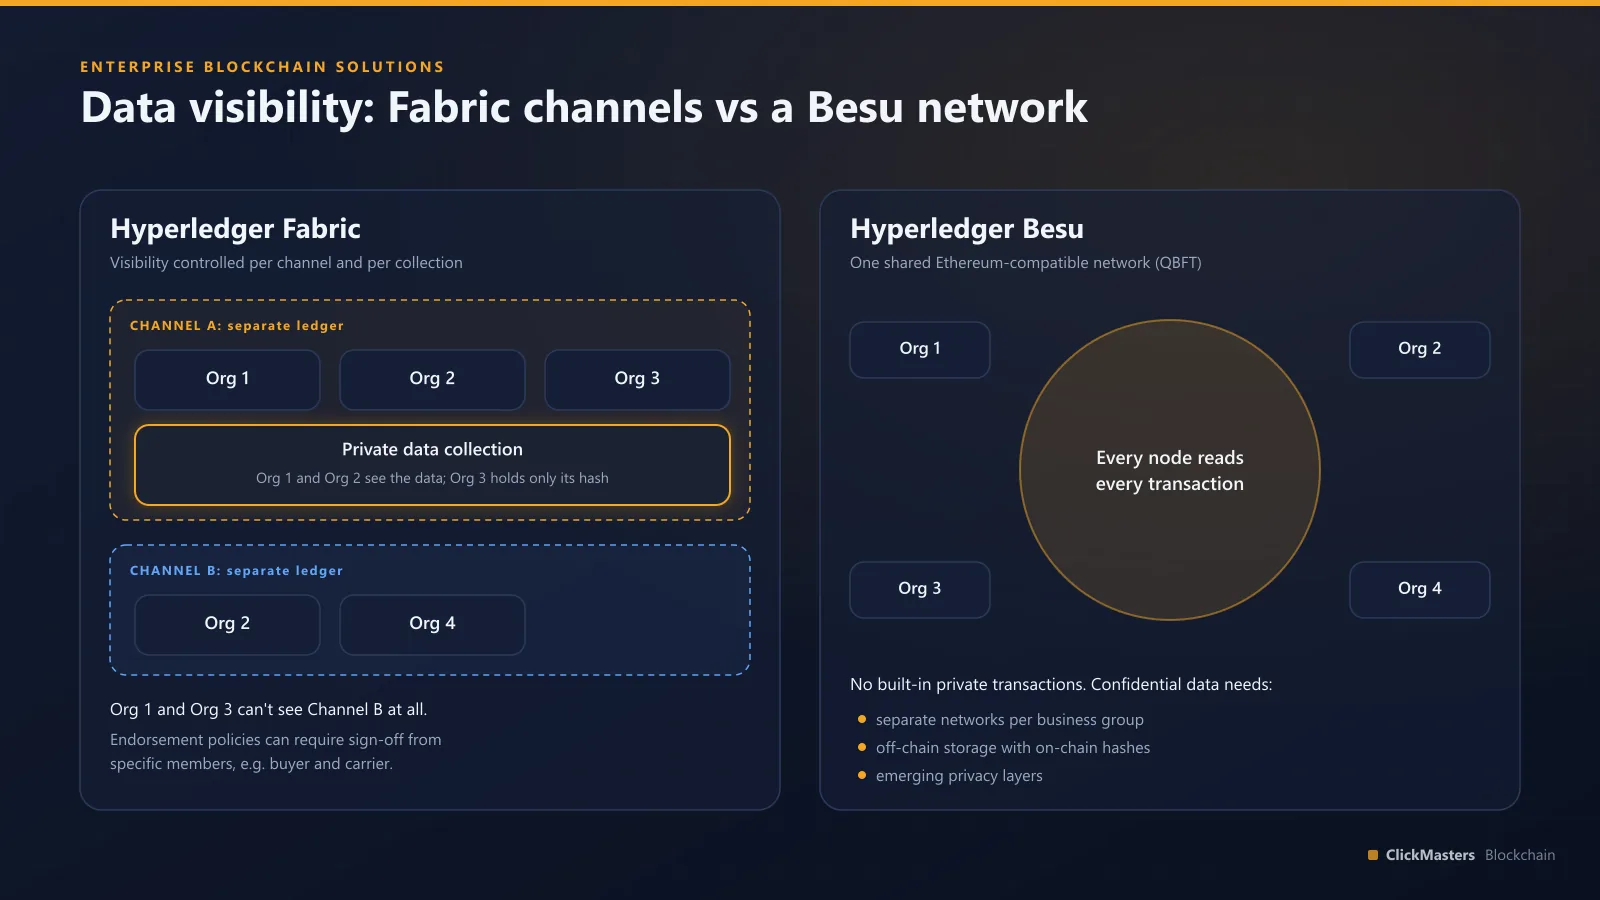 ENTERPRISE BLOCKCHAIN SOLUTIONS
Data visibility: Fabric channels vs a Besu network
Hyperledger Fabric
Visibility controlled per channel and per collection
CHANNEL A: separate ledger
Org 1
Org 2
Org 3
Private data collection
Org 1 and Org 2 see the data; Org 3 holds only its hash
CHANNEL B: separate ledger
Org 2
Org 4
Org 1 and Org 3 can't see Channel B at all.
Endorsement policies can require sign-off from
specific members, e.g. buyer and carrier.
Hyperledger Besu
One shared Ethereum-compatible network (QBFT)
Org 1
Org 2
Every node reads
every transaction
Org 3
Org 4
No built-in private transactions. Confidential data needs:
separate networks per business group
off-chain storage with on-chain hashes
emerging privacy layers
ClickMasters Blockchain